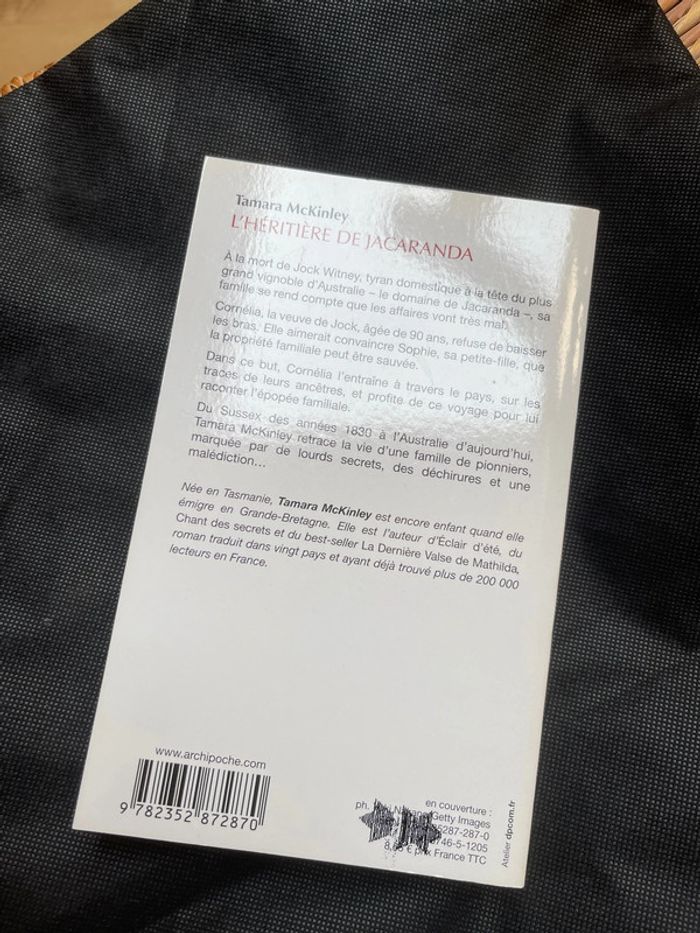 Tamara McKinley
L'HÉRITIÈRE DE JACARANDA
À la mort de Jock Witney, tyran domestique à la tête du plus
grand vignoble d'Australie – le domaine de Jacaranda –, sa
famille se rend compte que les affaires vont très mal.
Cornélia, la veuve de Jock, âgée de 90 ans, refuse de baisser
les bras. Elle aimerait convaincre Sophie, sa petite-fille, que
la propriété familiale peut être sauvée.
Dans ce but, Cornélia l'entraîne à travers le pays, sur les
traces de leurs ancêtres, et profite de ce voyage pour lui
raconter l'épopée familiale.
Du Sussex des années 1830 à l'Australie d'aujourd'hui,
Tamara McKinley retrace la vie d'une famille de pionniers,
marquée par de lourds secrets, des déchirures et une
malédiction…
Née en Tasmanie, Tamara McKinley est encore enfant quand elle
émigre en Grande-Bretagne. Elle est l'auteur d'Éclair d'été, du
Chant des secrets et du best-seller La Dernière Valse de Mathilda,
roman traduit dans vingt pays et ayant déjà trouvé plus de 200 000
lecteurs en France.
www.archipoche.com
9 782352 872870
en couverture :
ph. Getty Images
5287-287-0
746-5-1205
€ prix France TTC
Atelier dpcom.fr